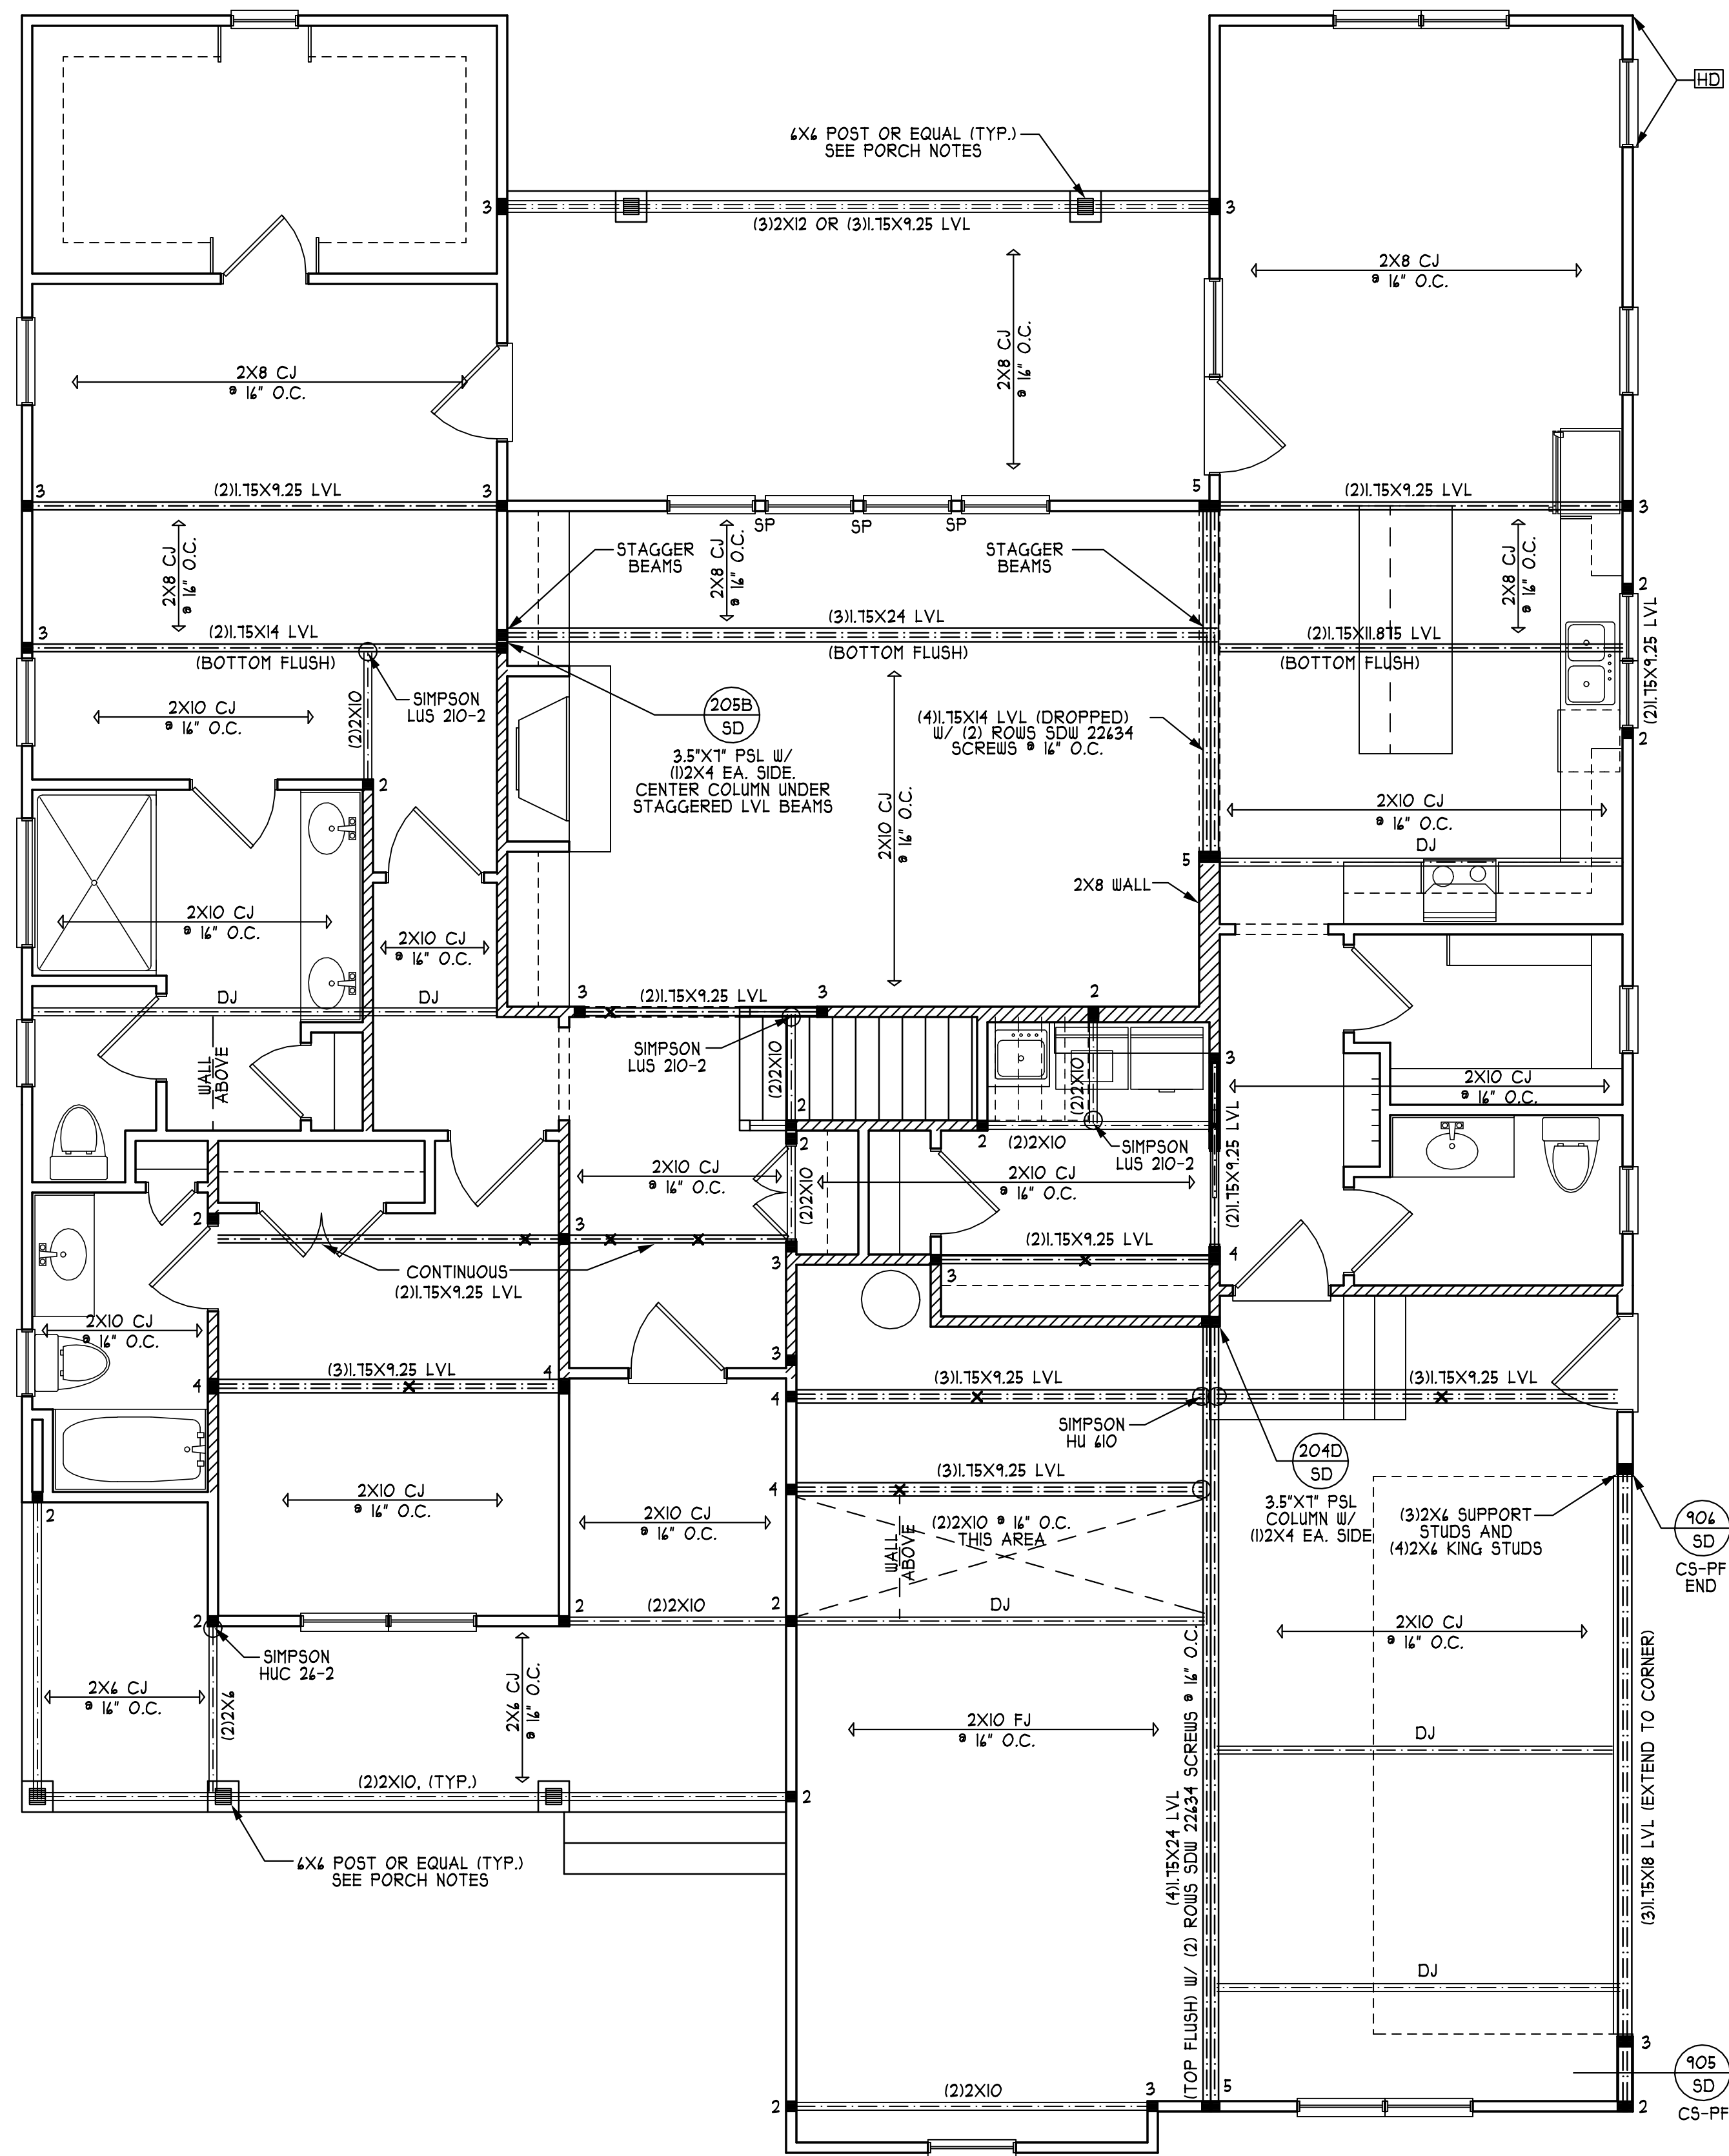 HD
6X6 POST OR EQUAL (TYP.)
SEE PORCH NOTES
3
3
(3)2X12 OR (3)1.75X9.25 LVL
2X8 CJ
@ 16" O.C.
2X8 CJ
@ 16" O.C.
2X8 CJ
@ 16" O.C.
3
(2)1.75X9.25 LVL
3
5
(2)1.75X9.25 LVL
3
SP
SP
SP
2X8 CJ
@ 16" O.C.
STAGGER
BEAMS
2X8 CJ
@ 16" O.C.
STAGGER
BEAMS
2X8 CJ
@ 16" O.C.
2
(2)1.75X9.25 LVL
3
(2)1.75X14 LVL
(BOTTOM FLUSH)
(3)1.75X24 LVL
(BOTTOM FLUSH)
(2)1.75X11.875 LVL
(BOTTOM FLUSH)
2X10 CJ
@ 16" O.C.
(2)2X10
SIMPSON
LUS 210-2
205B
SD
3.5"X7" PSL W/
(1)2X4 EA. SIDE.
CENTER COLUMN UNDER
STAGGERED LVL BEAMS
(4)1.75X14 LVL (DROPPED)
W/ (2) ROWS SDW 22634
SCREWS @ 16" O.C.
2
2
2X10 CJ
@ 16" O.C.
2X10 CJ
@ 16" O.C.
DJ
5
2X8 WALL
2X10 CJ
@ 16" O.C.
2X10 CJ
@ 16" O.C.
DJ
DJ
3
(2)1.75X9.25 LVL
3
2
WALL
ABOVE
SIMPSON
LUS 210-2
(2)2X10
2
(2)2X10
3
2X10 CJ
@ 16" O.C.
2
2
(2)2X10
SIMPSON
LUS 210-2
(2)1.75X9.25 LVL
2X10 CJ
@ 16" O.C.
(2)2X10
2X10 CJ
@ 16" O.C.
2
3
3
(2)1.75X9.25 LVL
4
CONTINUOUS
(2)1.75X9.25 LVL
3
2X10 CJ
@ 16" O.C.
3
4
(3)1.75X9.25 LVL
4
4
(3)1.75X9.25 LVL
(3)1.75X9.25 LVL
SIMPSON
HU 610
204D
SD
3.5"X7" PSL
COLUMN W/
(1)2X4 EA. SIDE
4
(3)1.75X9.25 LVL
2
2X10 CJ
@ 16" O.C.
2X10 CJ
@ 16" O.C.
(2)2X10 @ 16" O.C.
THIS AREA
WALL
ABOVE
(3)2X6 SUPPORT
STUDS AND
(4)2X6 KING STUDS
906
SD
CS-PF
END
2
2
(2)2X10
2
DJ
2X10 CJ
@ 16" O.C.
SIMPSON
HUC 26-2
2X6 CJ
@ 16" O.C.
(2)2X6
2X6 CJ
@ 16" O.C.
2X10 FJ
@ 16" O.C.
DJ
(2)2X10, (TYP.)
2
(4)1.75X24 LVL
(TOP FLUSH) W/ (2) ROWS SDW 22634 SCREWS @ 16" O.C.
(3)1.75X18 LVL (EXTEND TO CORNER)
6X6 POST OR EQUAL (TYP.)
SEE PORCH NOTES
DJ
3
905
SD
CS-PF
2
(2)2X10
3
5
2